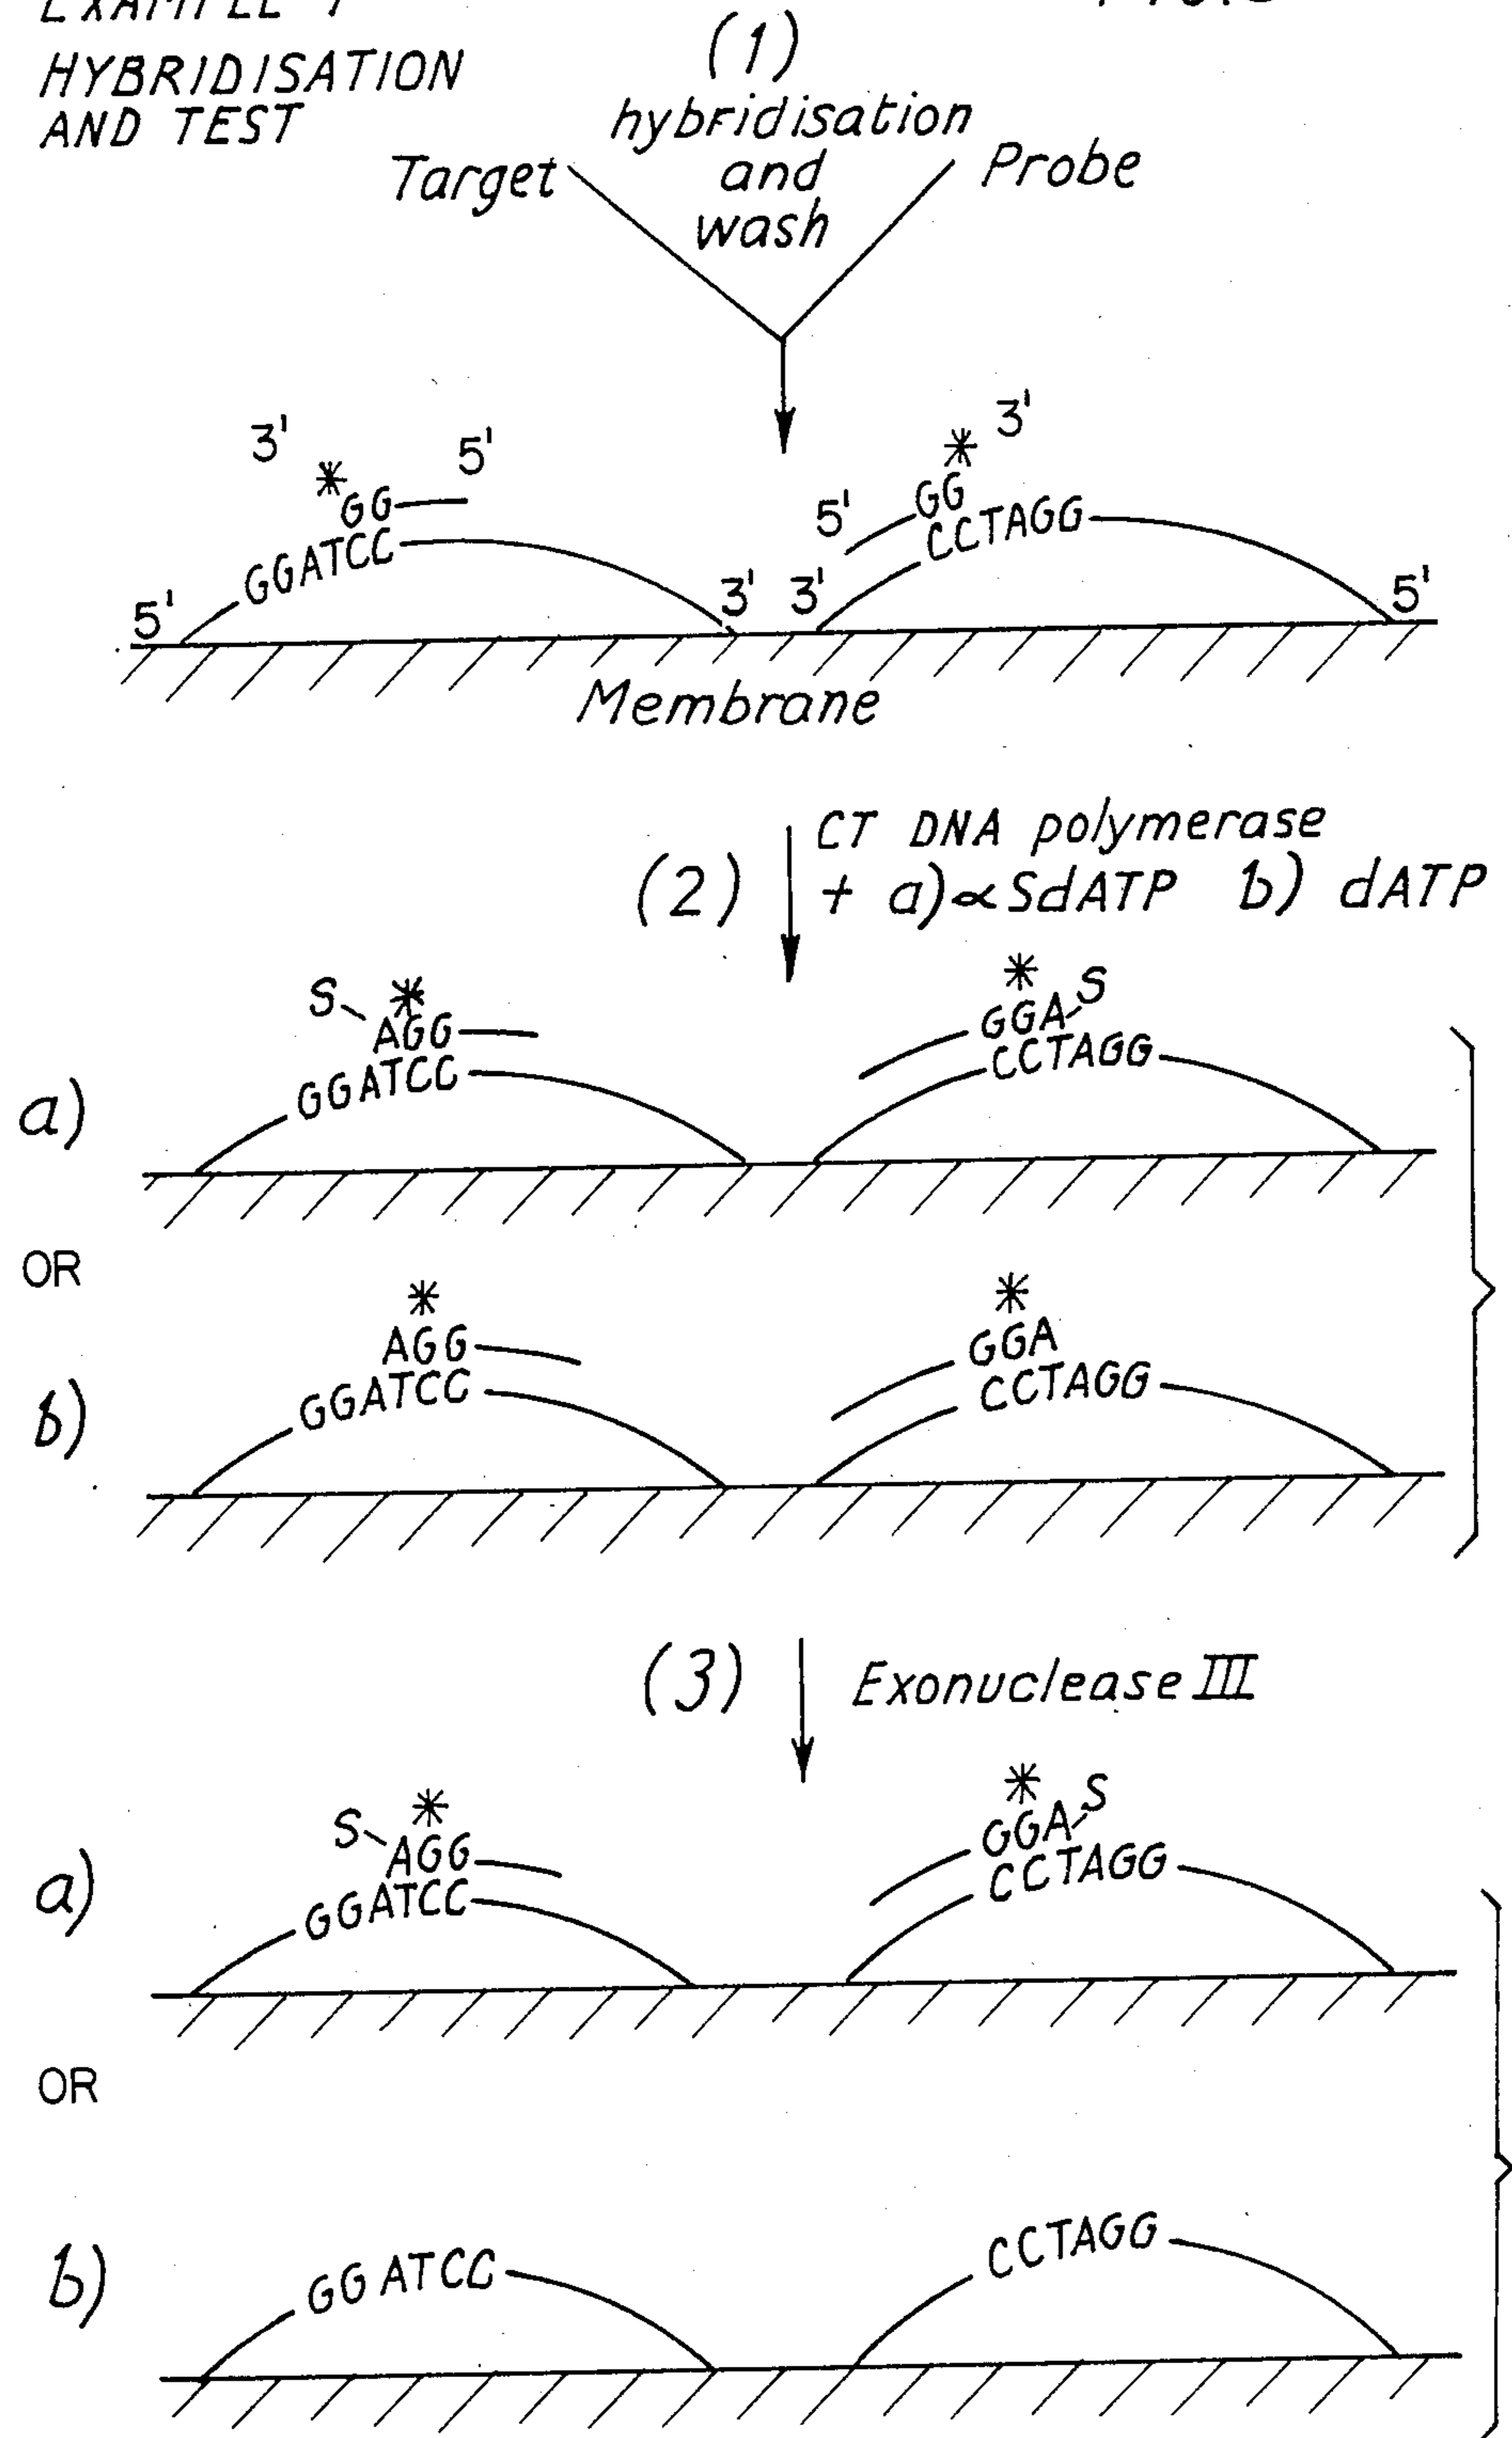 HYBRIDISATION
AND TEST
(1)
hybridisation
and
wash
Target
Probe
3' 5' 3'
* *
GG GG
5'
GGATCC CCTAGG
5' 3' 3' 5'
Membrane
(2) CT DNA polymerase
+ a)∝SdATP b) dATP
S * * S
AGG GGA
a) GGATCC CCTAGG
OR
* *
AGG GGA
b) GGATCC CCTAGG
(3) Exonuclease III
S * * S
AGG GGA
a) GGATCC CCTAGG
OR
b) GGATCC CCTAGG